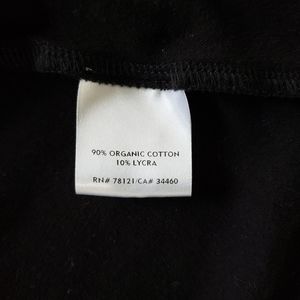 90% ORGANIC COTTON
10% LYCRA
RN# 78121/CA# 34460